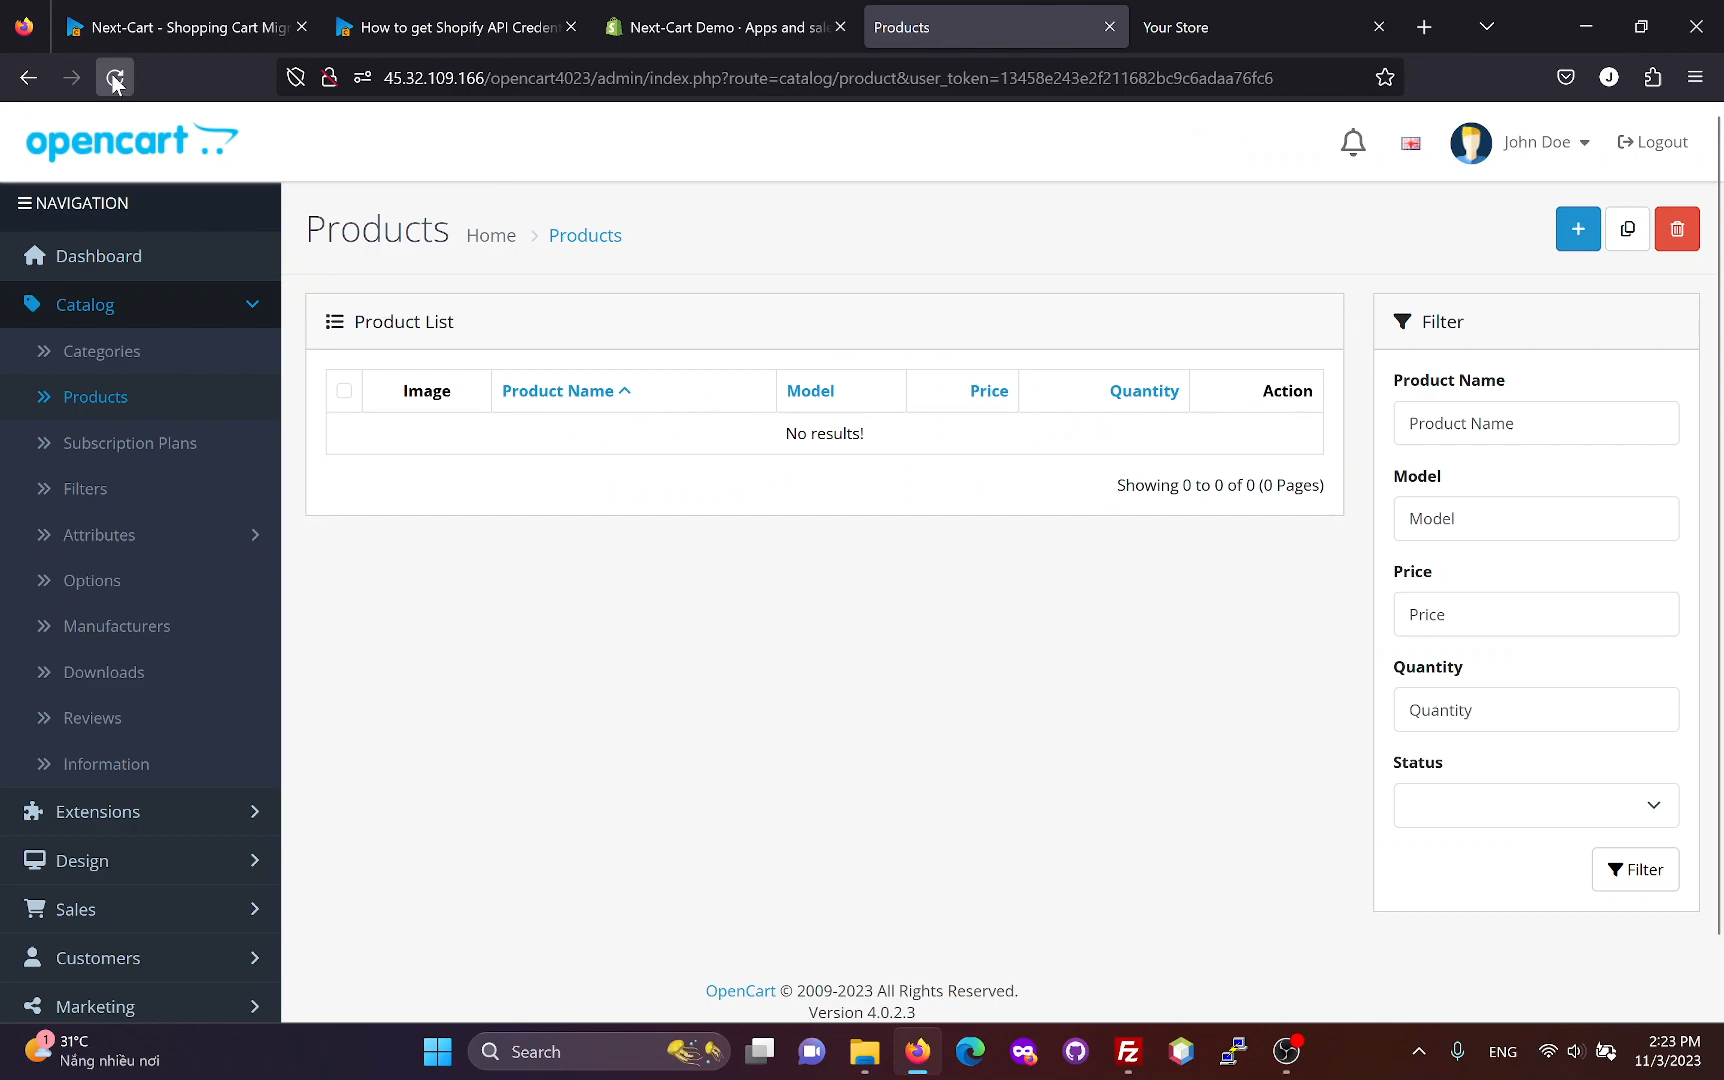 Next-Cart - Shopping Cart Mig
How to get Shopify API Creden
Next-Cart Demo · Apps and sal
Products
Your Store
45.32.109.166/opencart4023/admin/index.php?route=catalog/product&user_token=13458e243e2f211682bc9c6adaa76fc6
J
opencart
John Doe
Logout
NAVIGATION
Dashboard
Catalog
Categories
Products
Subscription Plans
Filters
Attributes
Options
Manufacturers
Downloads
Reviews
Information
Extensions
Design
Sales
Customers
Marketing
Products Home > Products
Product List
Image Product Name Model Price Quantity Action
No results!
Showing 0 to 0 of 0 (0 Pages)
Filter
Product Name
Product Name
Model
Model
Price
Price
Quantity
Quantity
Status
Filter
OpenCart © 2009-2023 All Rights Reserved.
Version 4.0.2.3
1
31°C
Nắng nhiều nơi
Search
Fz
ENG
2:23 PM
11/3/2023